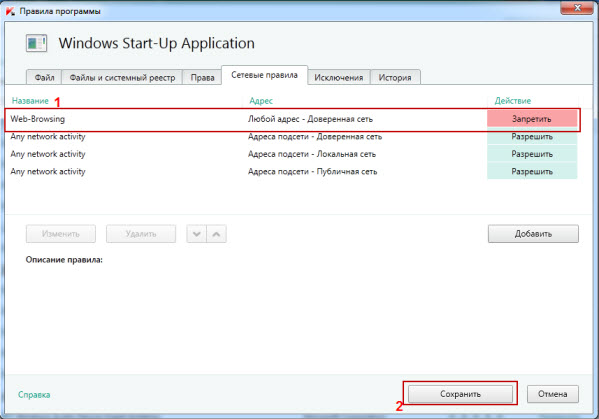 Правила программы
Windows Start-Up Application
Файл Файлы и системный реестр Права Сетевые правила Исключения История
Название 1 Адрес Действие
Web-Browsing Любой адрес - Доверенная сеть Запретить
Any network activity Адреса подсети - Доверенная сеть Разрешить
Any network activity Адреса подсети - Локальная сеть Разрешить
Any network activity Адреса подсети - Публичная сеть Разрешить
Изменить Удалить Добавить
Описание правила:
Справка 2 Сохранить Отмена